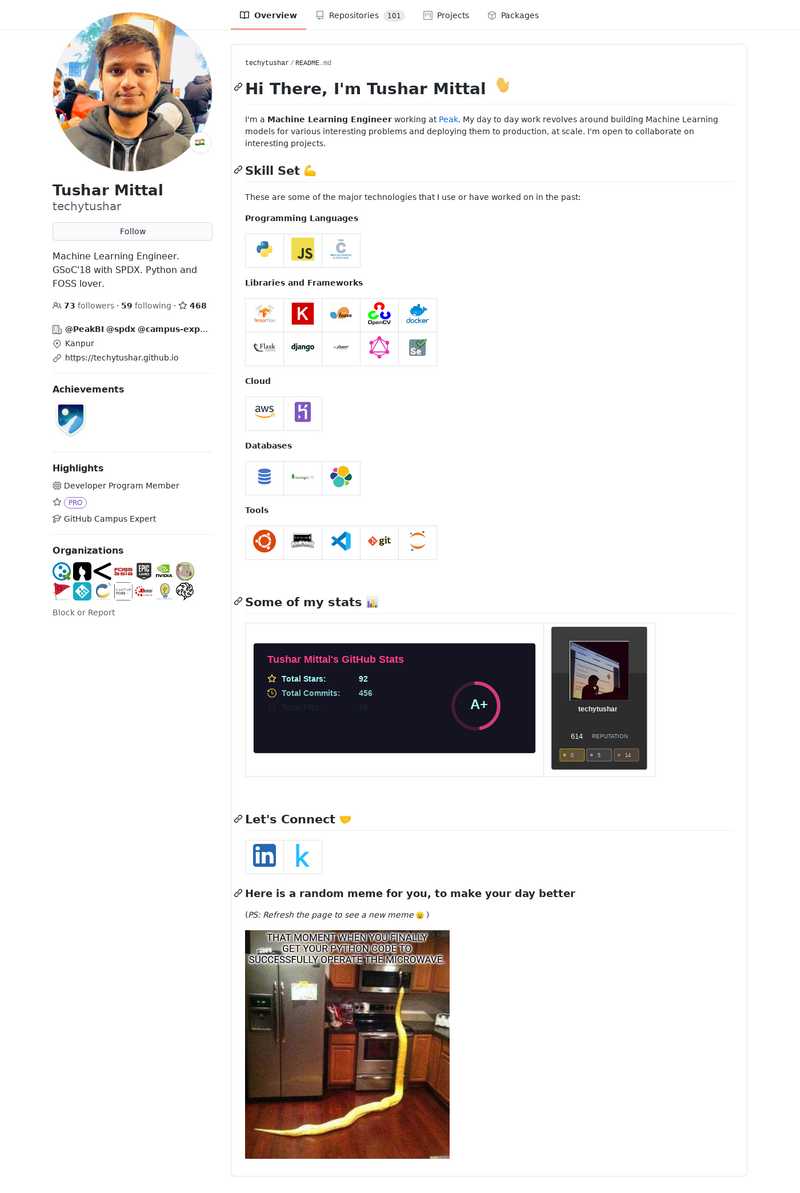 Overview
Repositories 101
Projects
Packages
Tushar Mittal
techytushar
Follow
Machine Learning Engineer.
GSoC'18 with SPDX. Python and
FOSS lover.
73 followers · 59 following · 468
@PeakBI @spdx @campus-exp...
Kanpur
https://techytushar.github.io
Achievements
Highlights
Developer Program Member
PRO
GitHub Campus Expert
Organizations
FOSS
ASIA
EPIC
NVIDIA
Block or Report
techytushar / README.md
Hi There, I'm Tushar Mittal 👋
I'm a Machine Learning Engineer working at Peak. My day to day work revolves around building Machine Learning
models for various interesting problems and deploying them to production, at scale. I'm open to collaborate on
interesting projects.
Skill Set 💪
These are some of the major technologies that I use or have worked on in the past:
Programming Languages
JS
C
Libraries and Frameworks
TensorFlow
K
OpenCV
docker
Flask
django
Se
Cloud
aws
Databases
Tools
git
Some of my stats 📊
Tushar Mittal's GitHub Stats
Total Stars: 92
Total Commits: 456
A+
techytushar
614 REPUTATION
5
14
Let's Connect 🤝
in
k
Here is a random meme for you, to make your day better
(PS: Refresh the page to see a new meme )
THAT MOMENT WHEN YOU FINALLY
GET YOUR PYTHON CODE TO
SUCCESSFULLY OPERATE THE MICROWAVE.